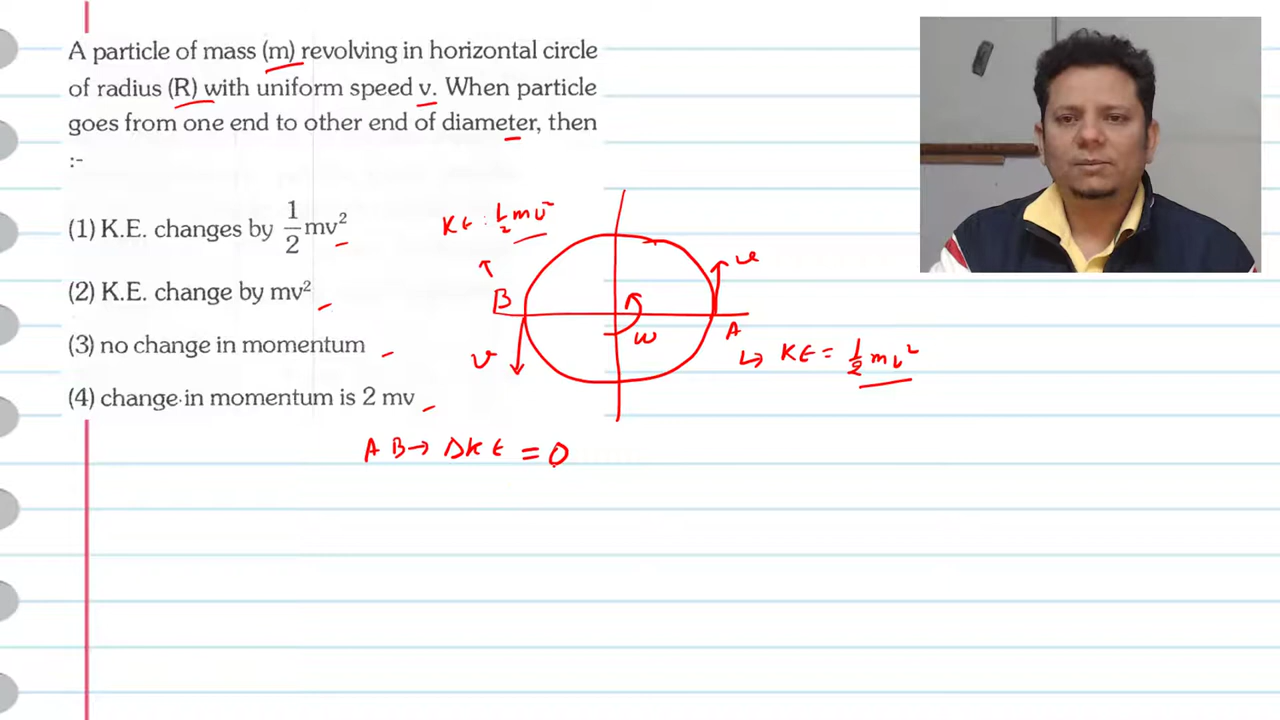 A particle of mass (m) revolving in horizontal circle
of radius (R) with uniform speed v. When particle
goes from one end to other end of diameter, then
:-
(1) K.E. changes by 1/2 mv²
(2) K.E. change by mv²
(3) no change in momentum
(4) change in momentum is 2 mv
KE : 1/2 mv²
v
B
A
ω
v
↳ KE = 1/2 mv²
A B → ΔKE = 0